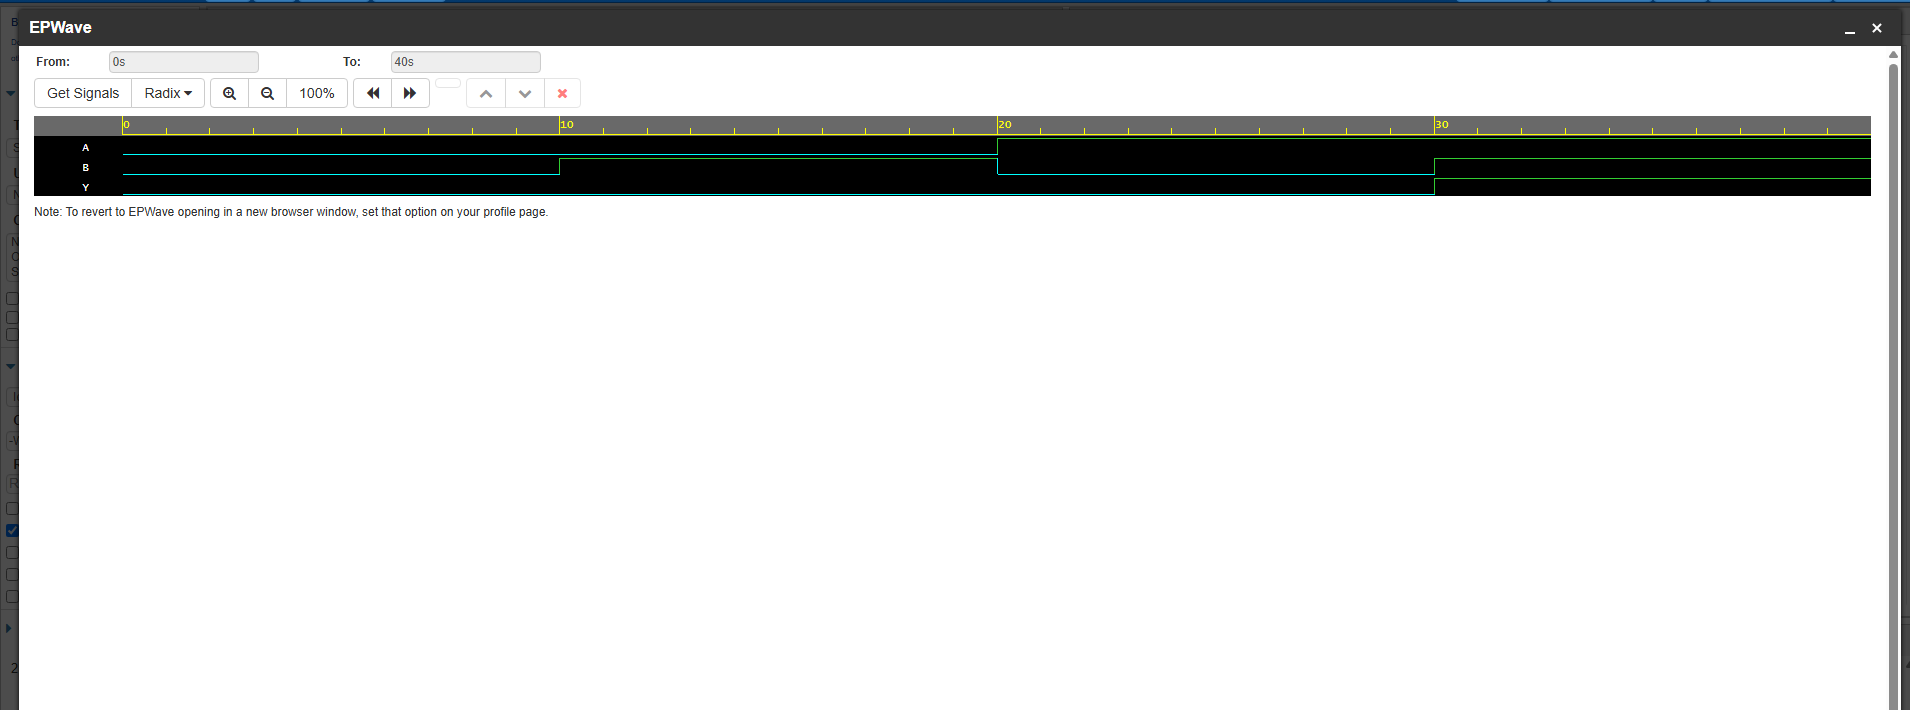 EPWave
From: 0s To: 40s
Get Signals Radix 100%
0 10 20 30
A
B
Y
Note: To revert to EPWave opening in a new browser window, set that option on your profile page.